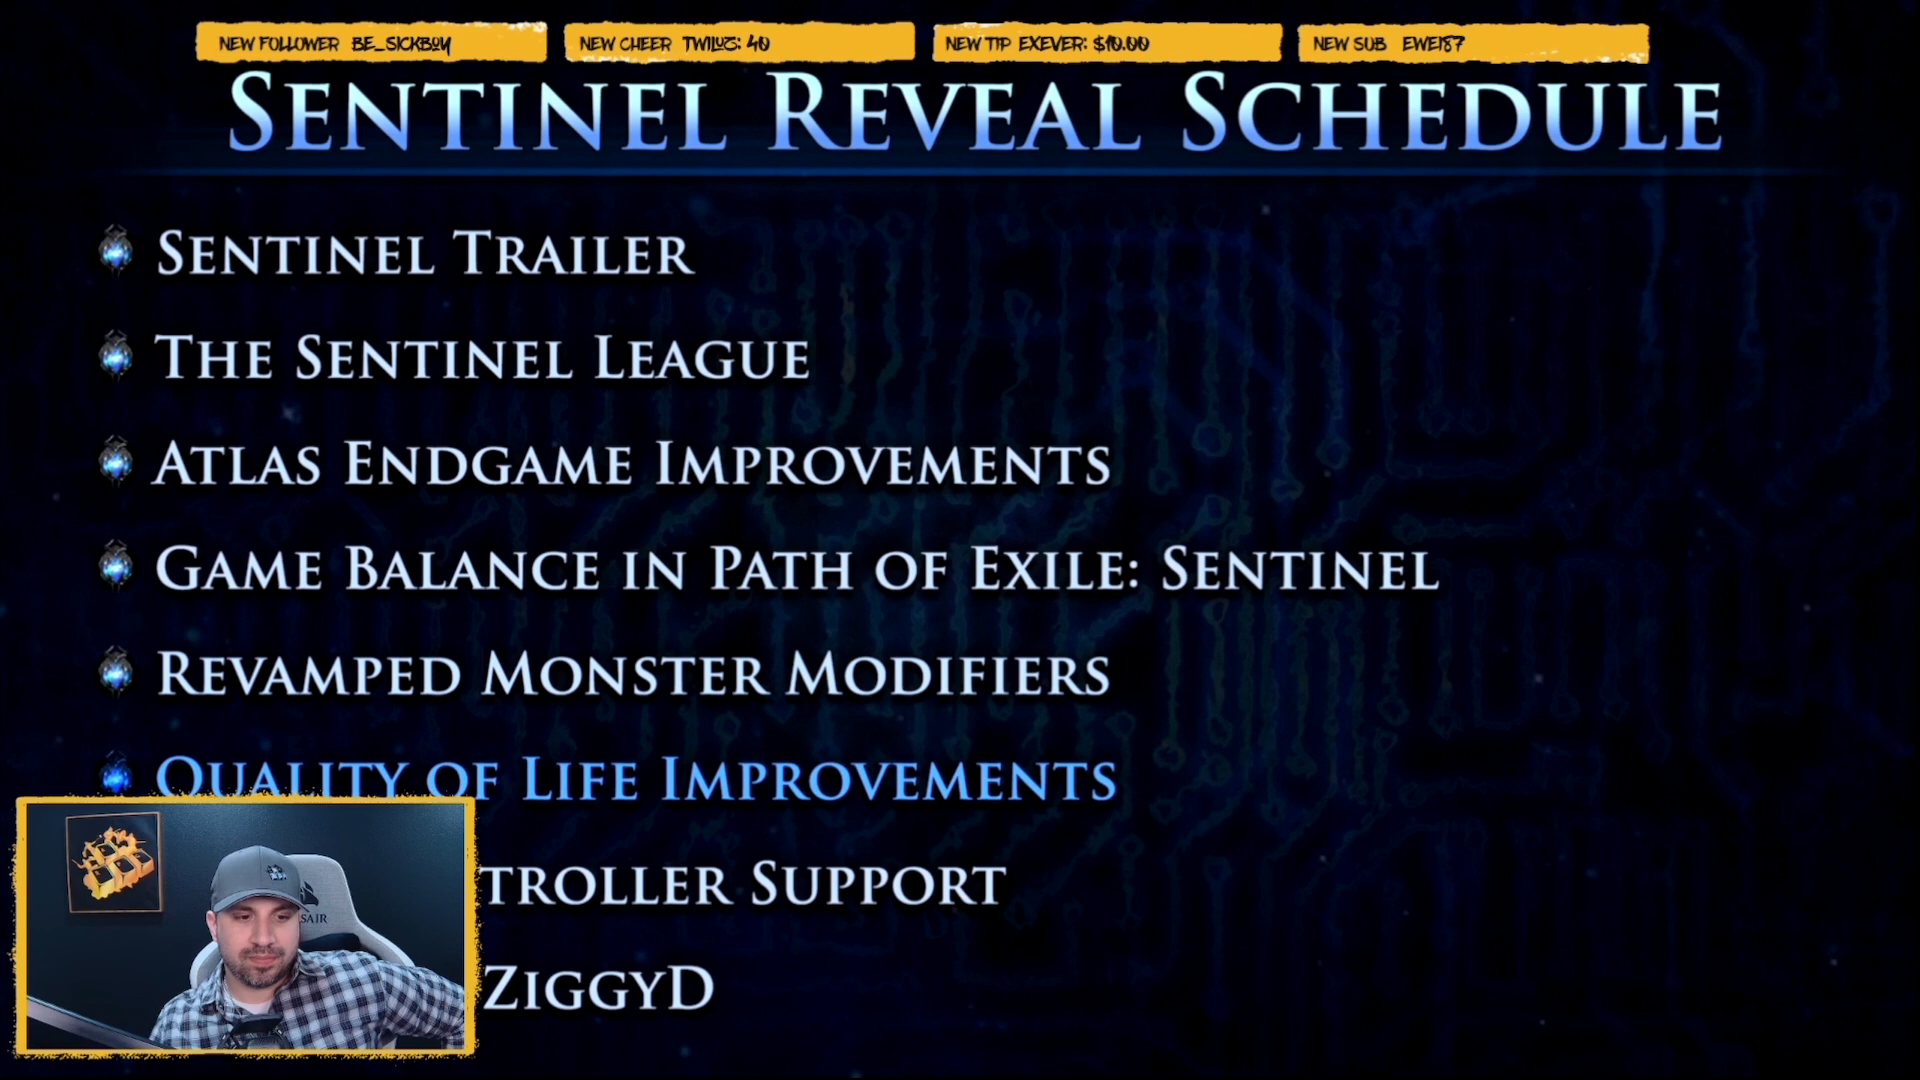 NEW FOLLOWER BE_SICKBOY
NEW CHEER TWILUZ: 40
NEW TIP EXEVER: $10.00
NEW SUB EWE187
SENTINEL REVEAL SCHEDULE
SENTINEL TRAILER
THE SENTINEL LEAGUE
ATLAS ENDGAME IMPROVEMENTS
GAME BALANCE IN PATH OF EXILE: SENTINEL
REVAMPED MONSTER MODIFIERS
QUALITY OF LIFE IMPROVEMENTS
TROLLER SUPPORT
ZIGGYD